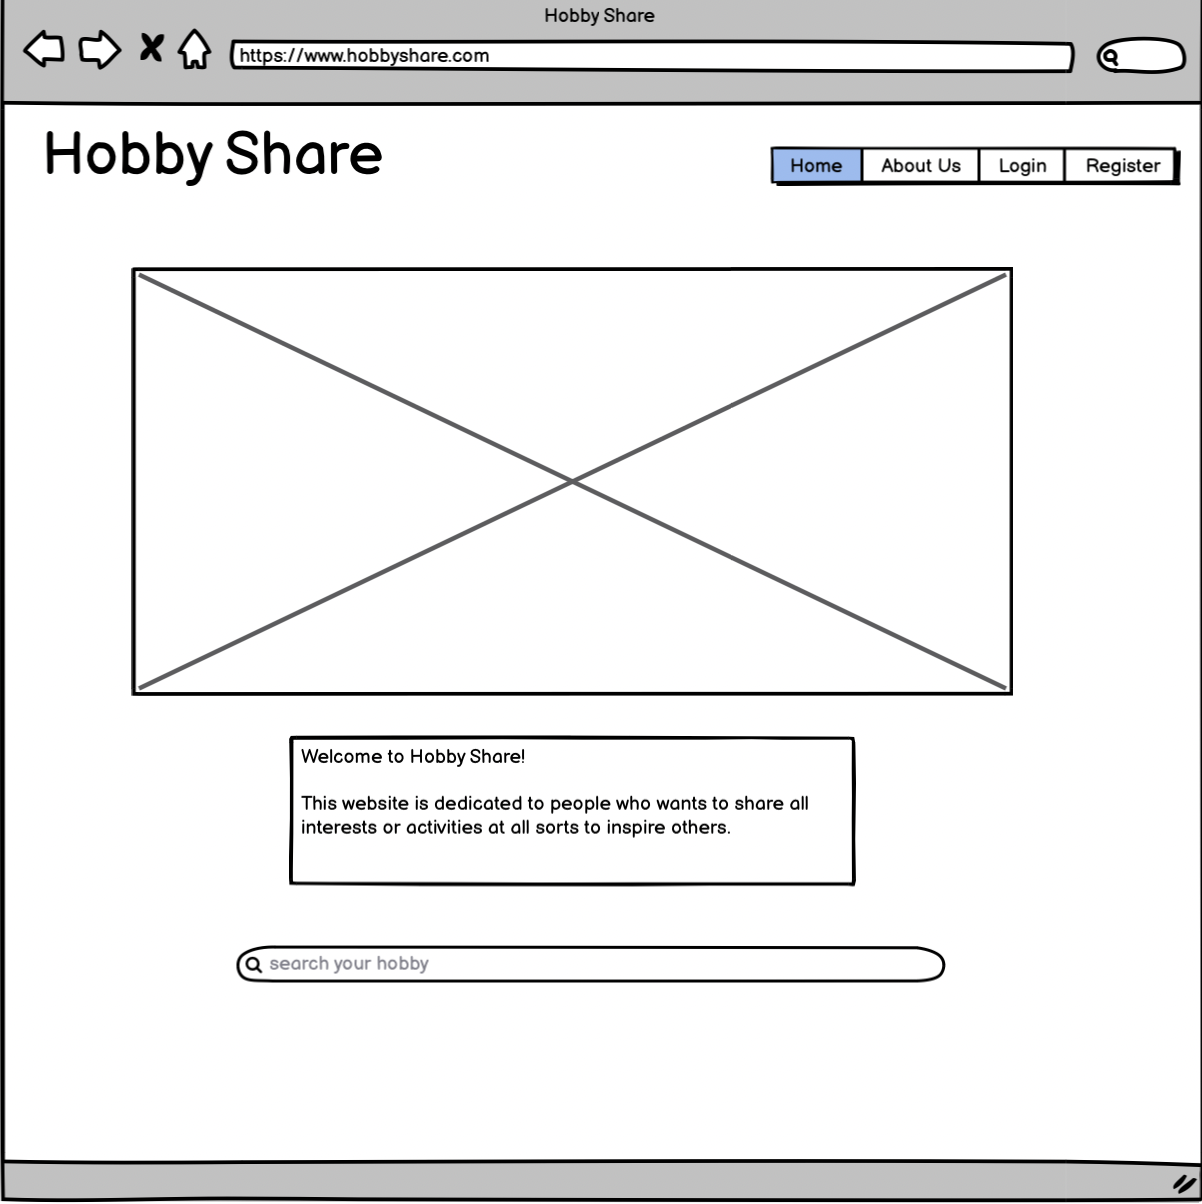 Hobby Share
https://www.hobbyshare.com
Hobby Share
Home About Us Login Register
Welcome to Hobby Share!
This website is dedicated to people who wants to share all
interests or activities at all sorts to inspire others.
search your hobby